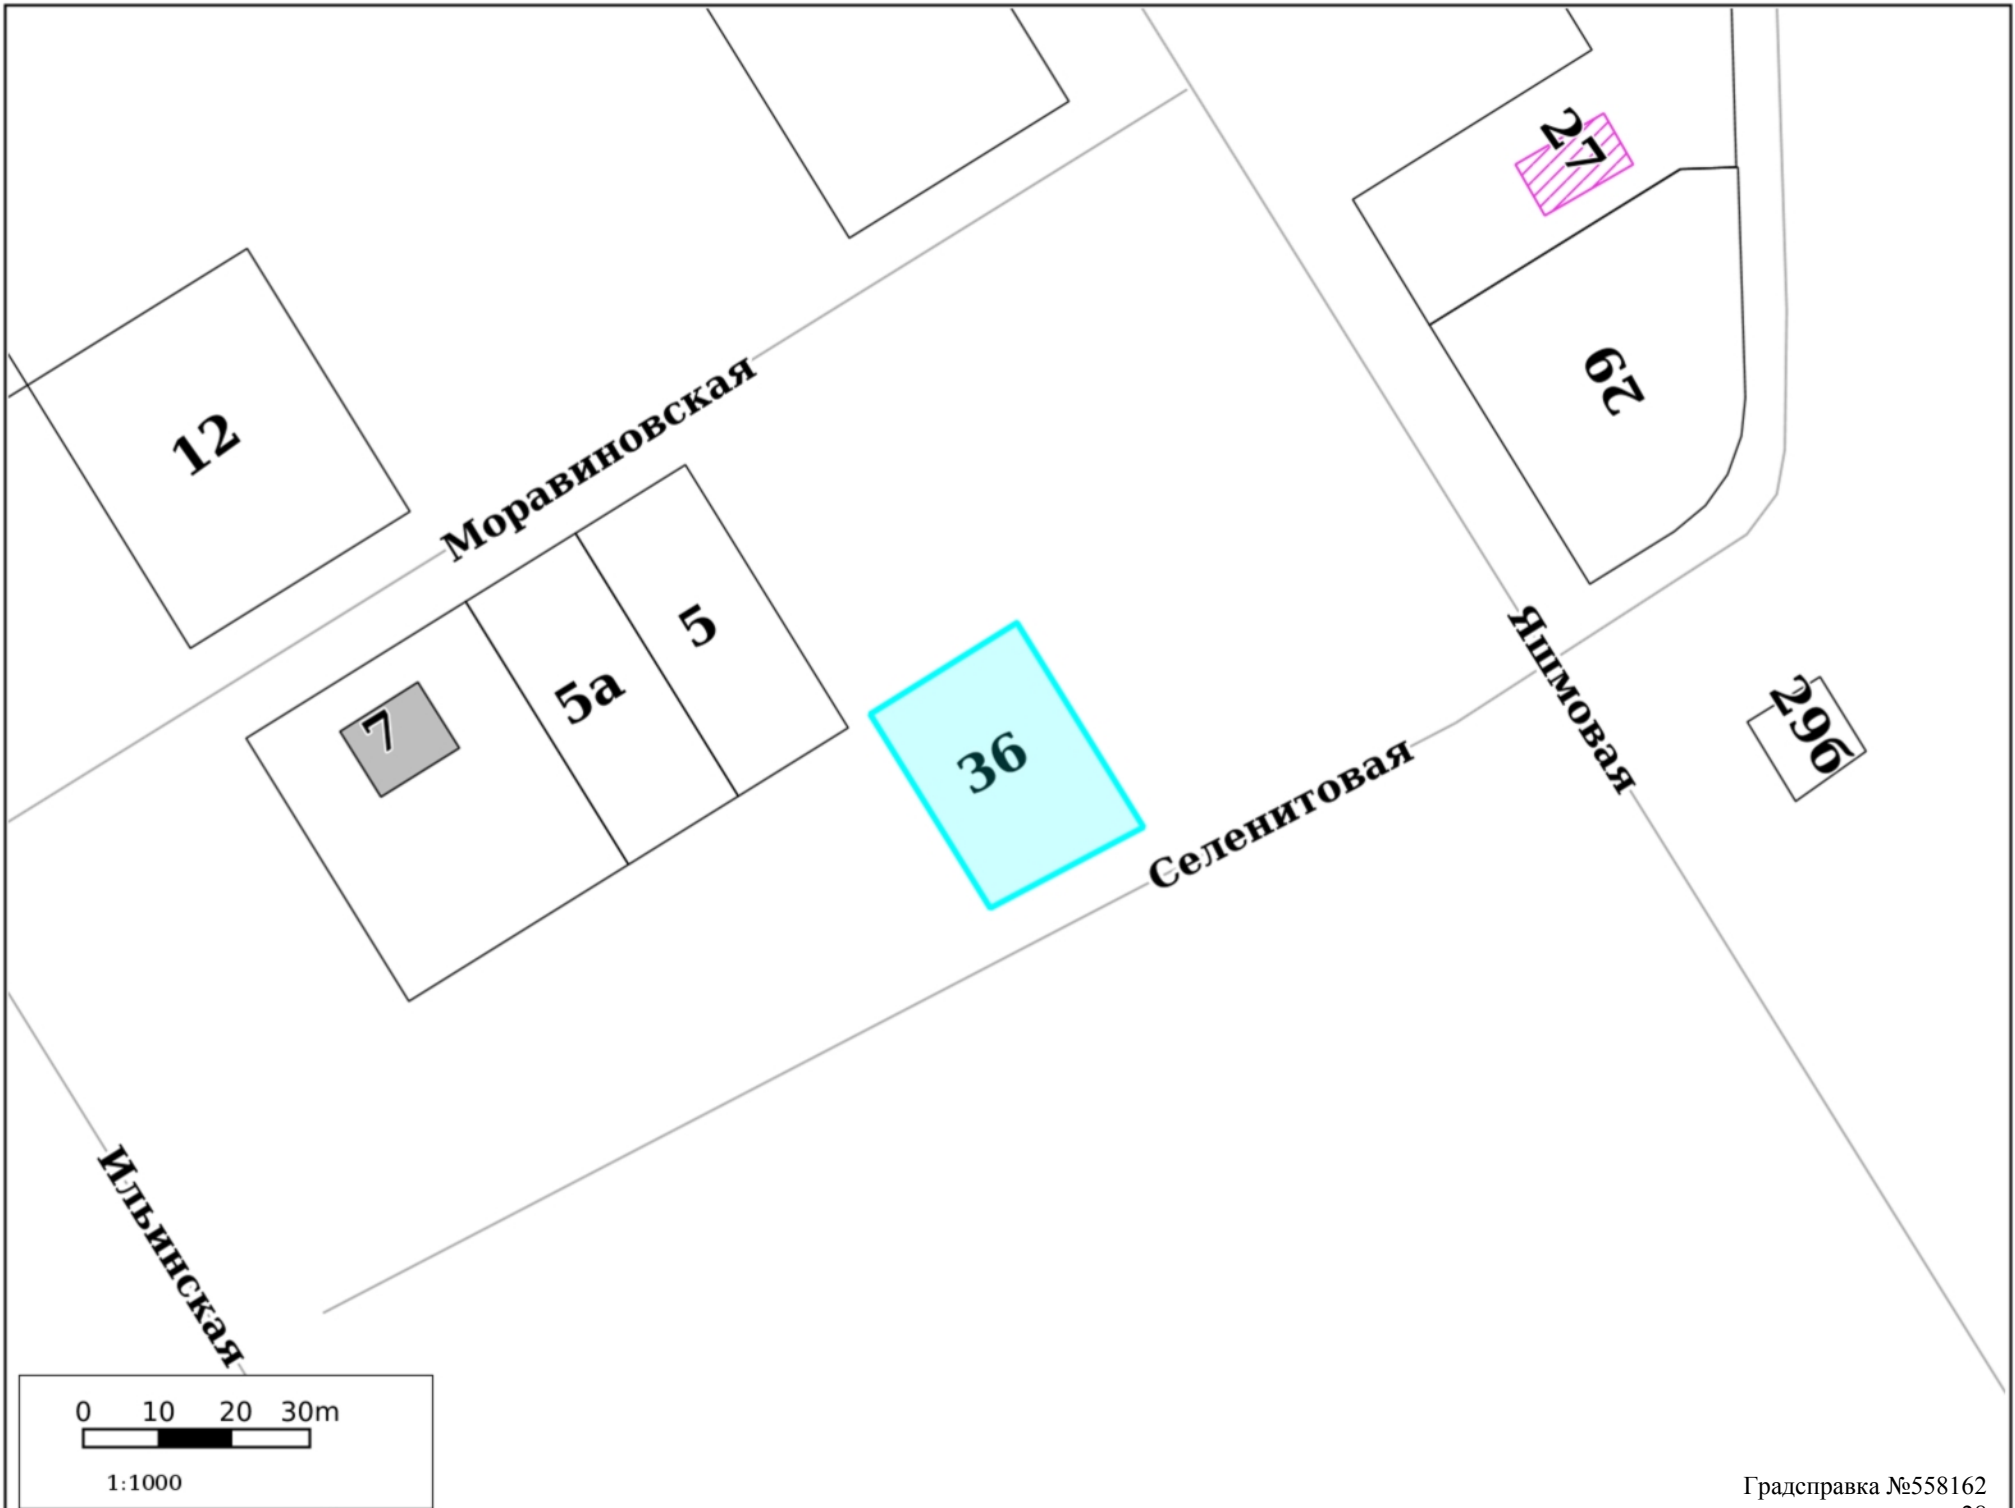 27
29
12
Моравиновская
5
5а
7
36
Яшмовая
29б
Селенитовая
Ильинская
0 10 20 30m
1:1000
Градсправка №558162